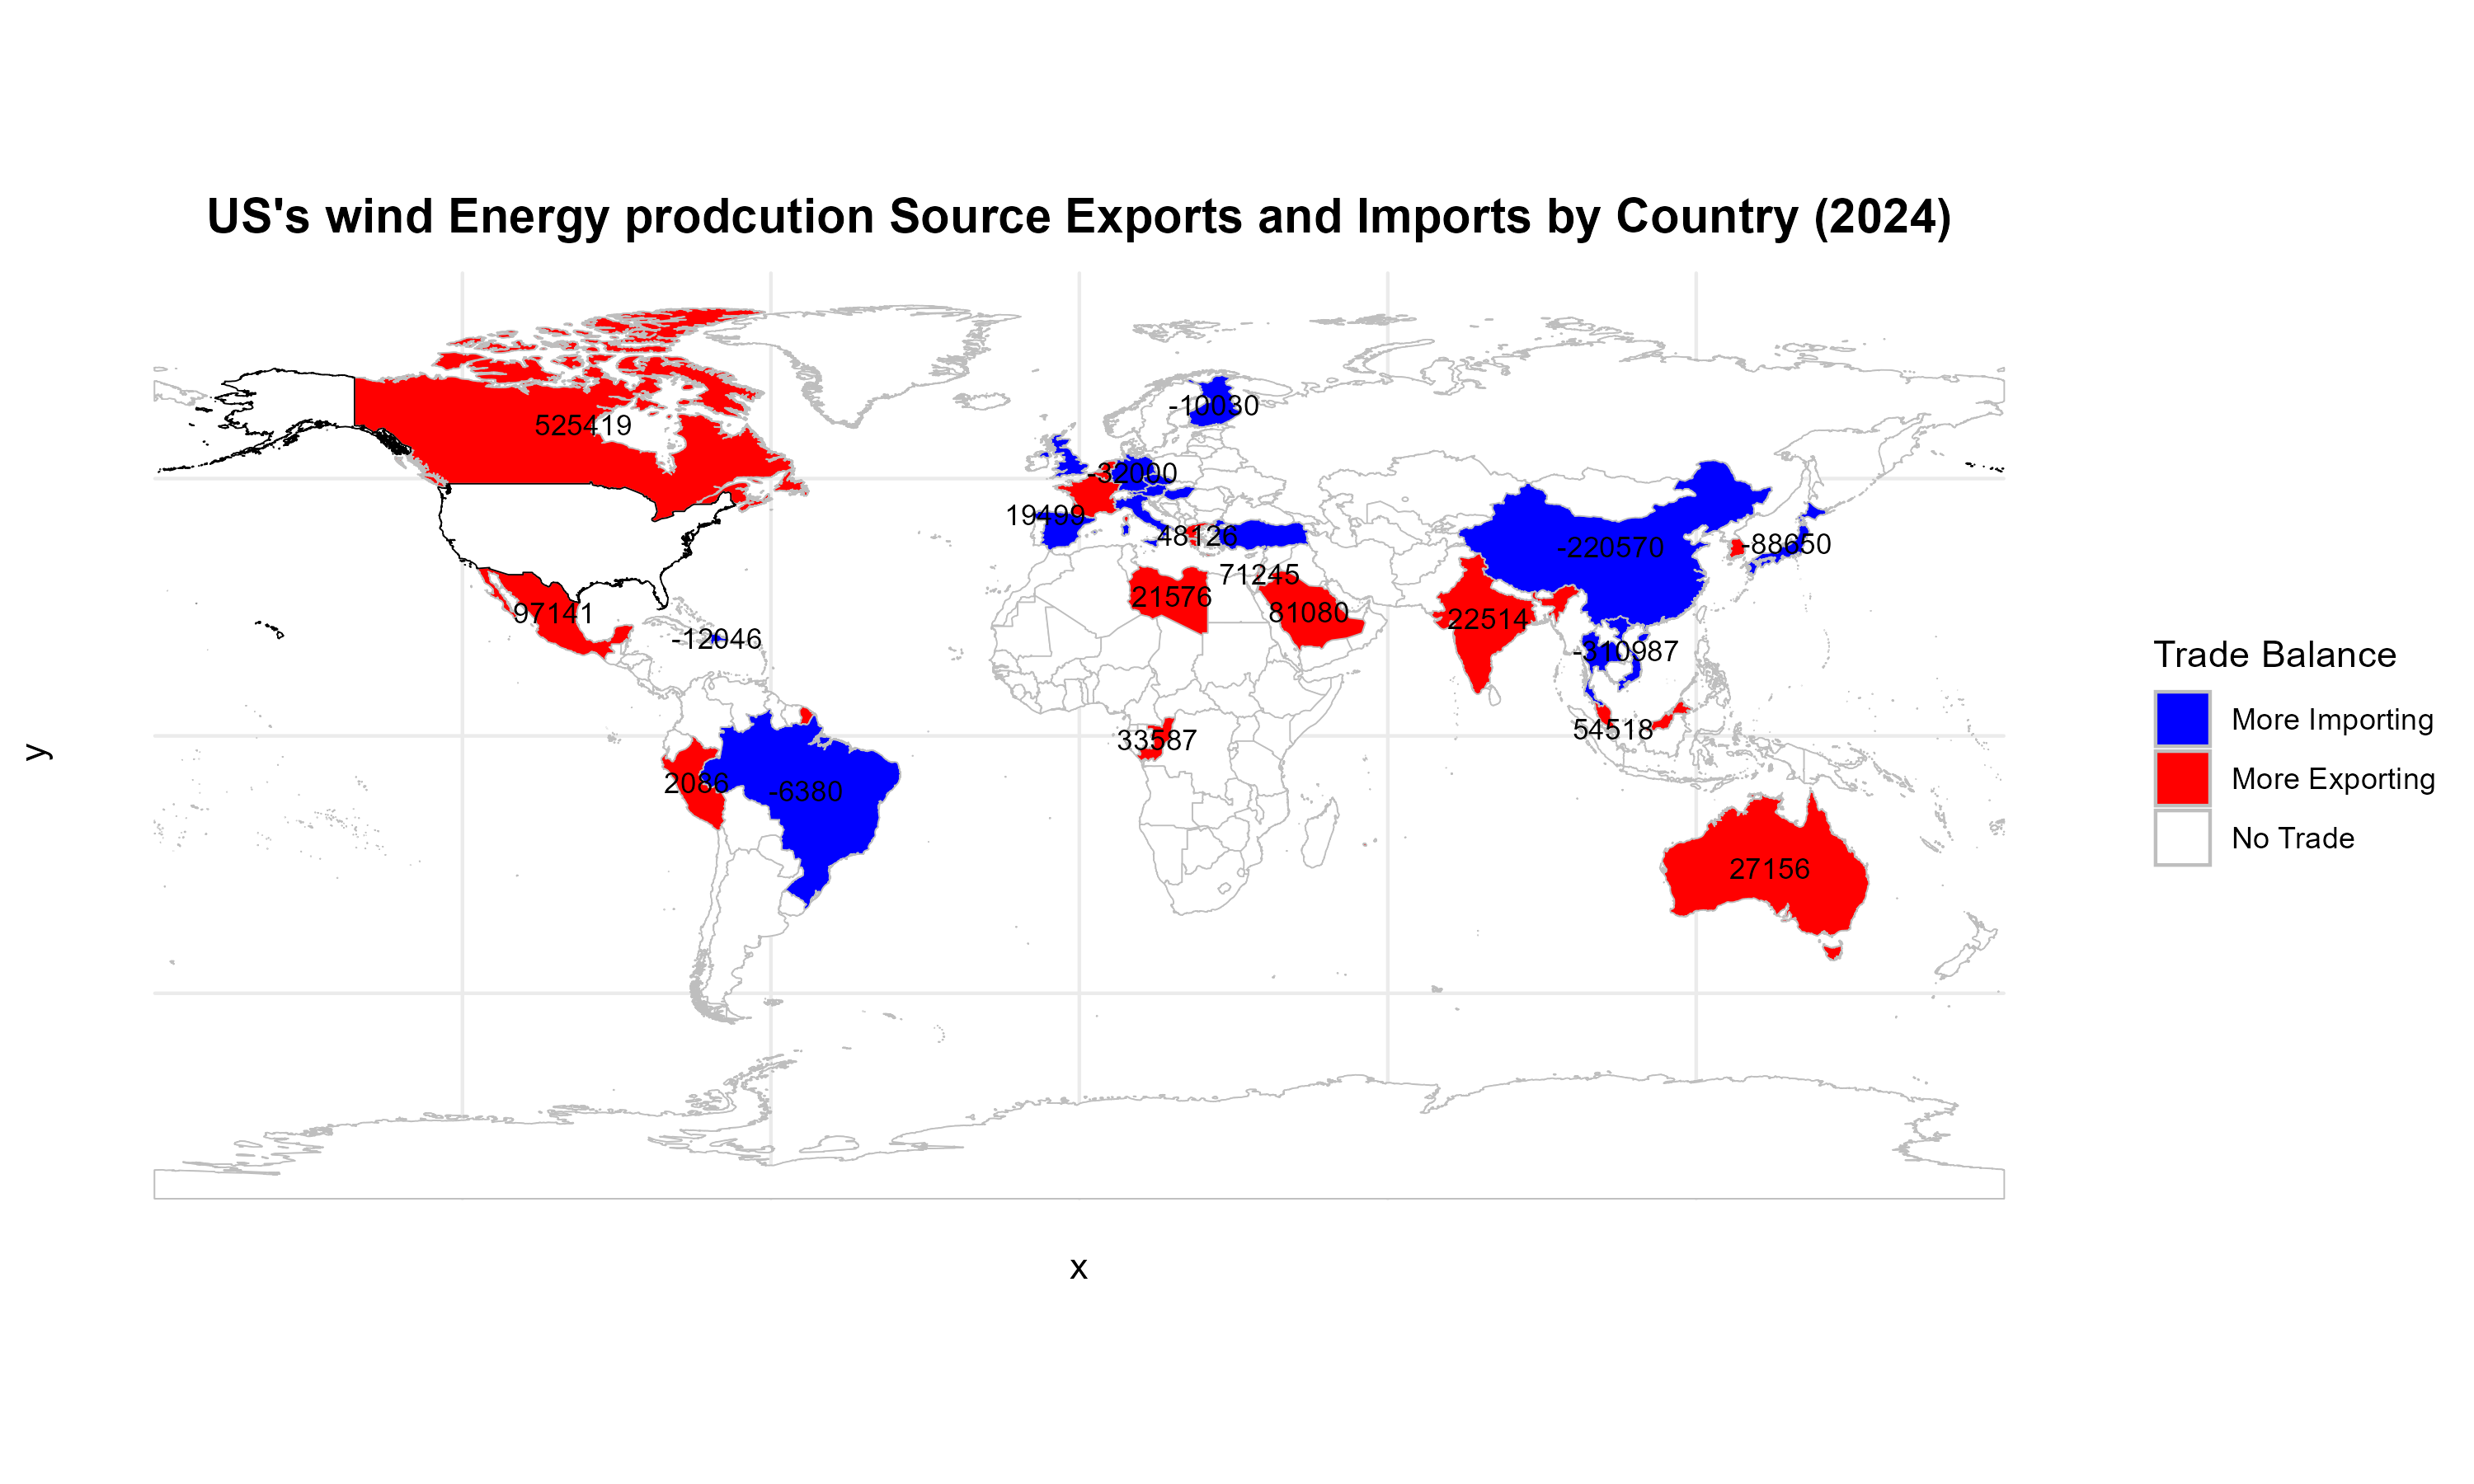 US's wind Energy prodcution Source Exports and Imports by Country (2024)
525419
-10030
-32000
19499
48126
-220570
-88650
71245
21576
81080
22514
97141
-12046
-310987
54518
33587
2086
-6380
27156
y
x
Trade Balance
More Importing
More Exporting
No Trade